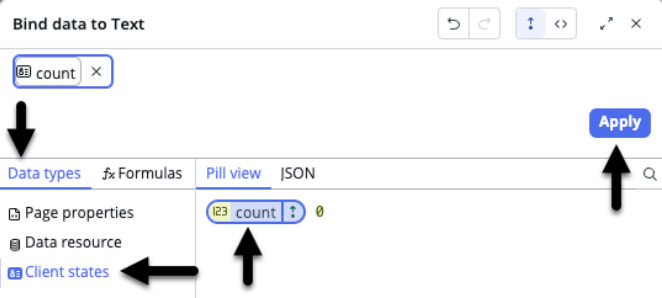 Bind data to Text
count
Apply
Data types fx Formulas Pill view JSON
Page properties 123 count 0
Data resource
Client states